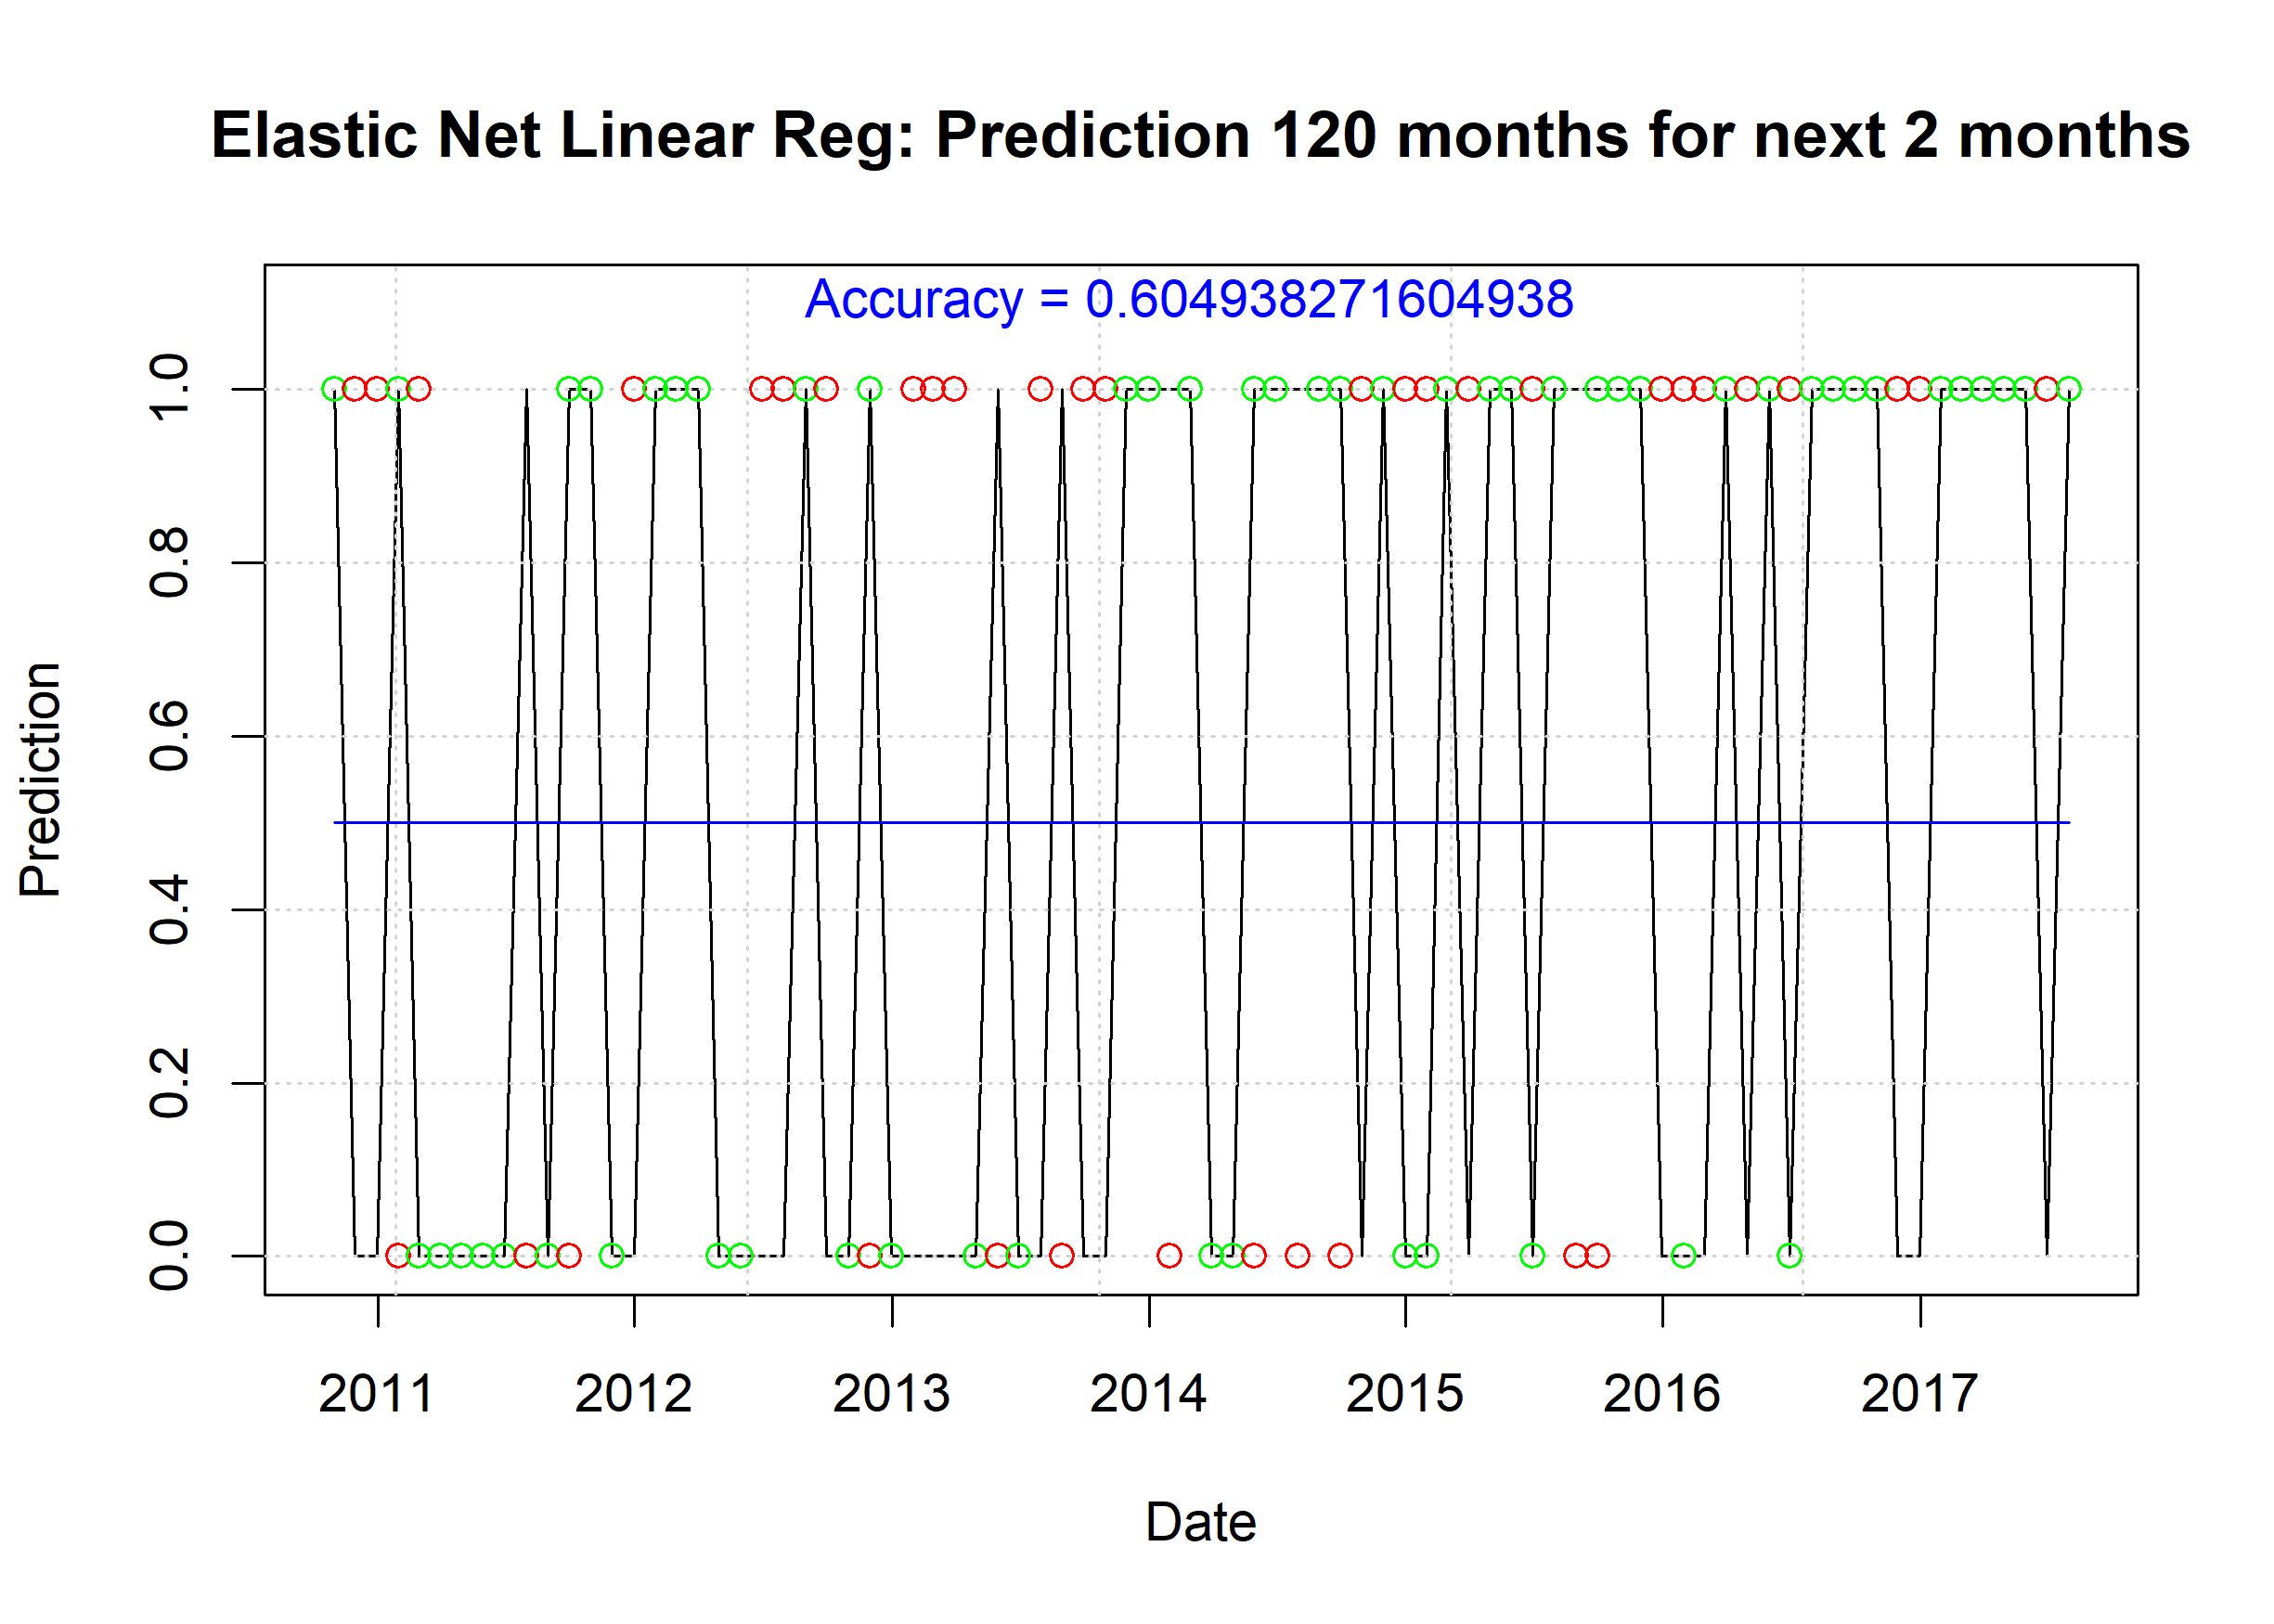 Elastic Net Linear Reg: Prediction 120 months for next 2 months
Accuracy = 0.604938271604938
1.0
0.8
0.6
0.4
0.2
0.0
Prediction
2011 2012 2013 2014 2015 2016 2017
Date